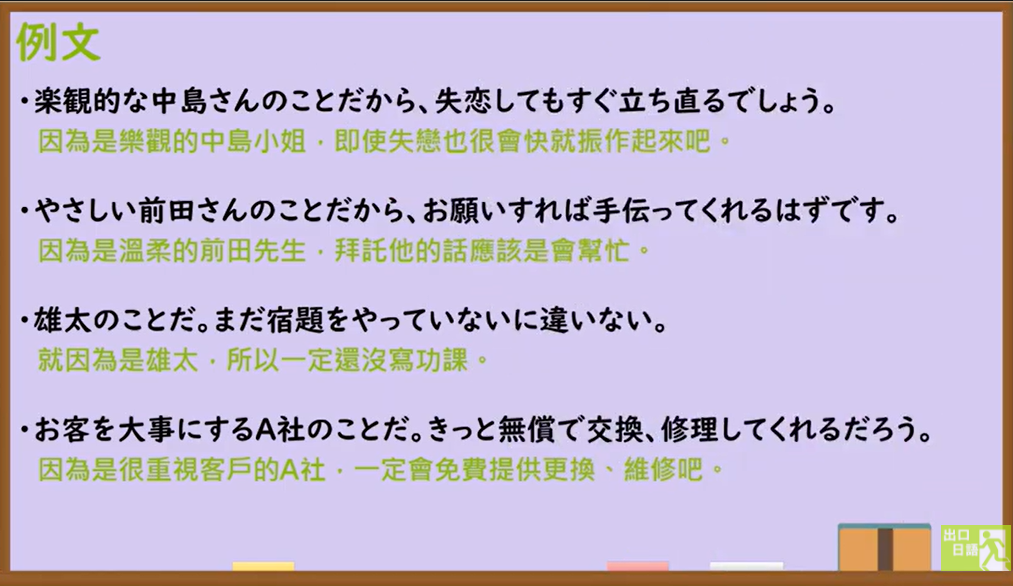 例文
・楽観的な中島さんのことだから、失恋してもすぐ立ち直るでしょう。
因為是樂觀的中島小姐，即使失戀也很會快就振作起來吧。
・やさしい前田さんのことだから、お願いすれば手伝ってくれるはずです。
因為是溫柔的前田先生，拜託他的話應該是會幫忙。
・雄太のことだ。まだ宿題をやっていないに違いない。
就因為是雄太，所以一定還沒寫功課。
・お客を大事にするA社のことだ。きっと無償で交換、修理してくれるだろう。
因為是很重視客戶的A社，一定會免費提供更換、維修吧。
出口
日語